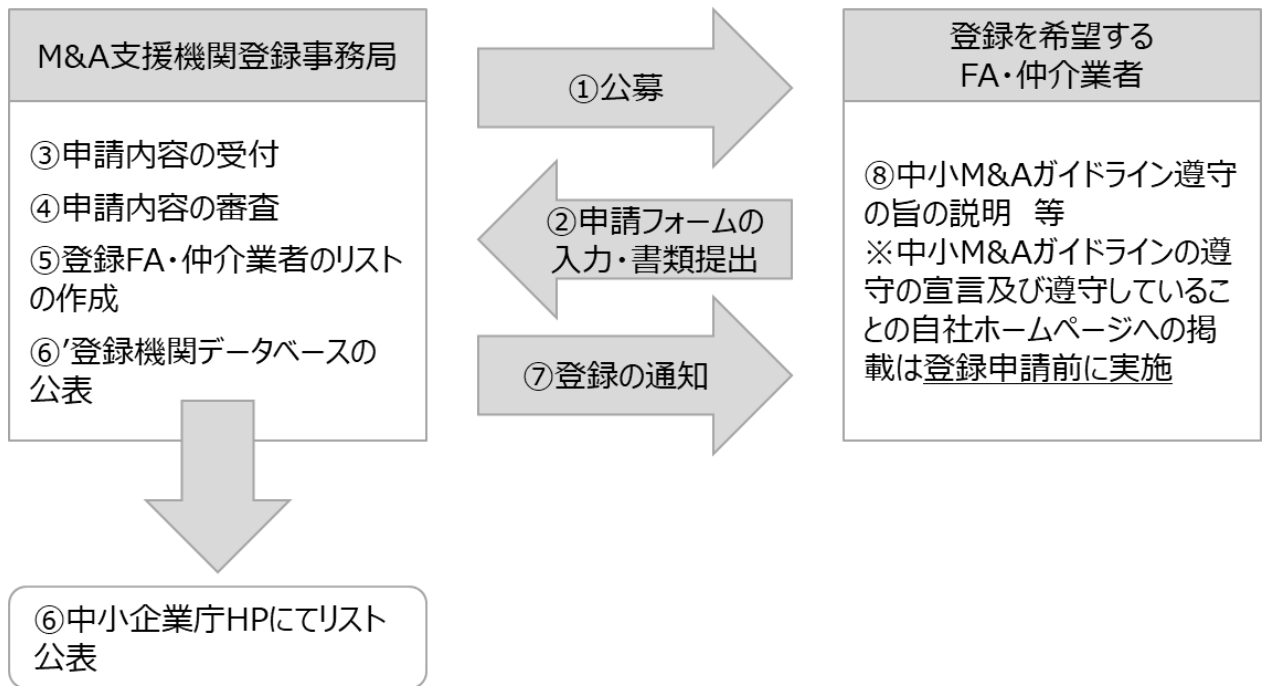 M&A支援機関登録事務局
③申請内容の受付
④申請内容の審査
⑤登録FA・仲介業者のリスト
の作成
⑥’登録機関データベースの
公表
①公募
②申請フォームの
入力・書類提出
⑦登録の通知
登録を希望する
FA・仲介業者
⑧中小M&Aガイドライン遵守
の旨の説明 等
※中小M&Aガイドラインの遵
守の宣言及び遵守しているこ
との自社ホームページへの掲
載は登録申請前に実施
⑥中小企業庁HPにてリスト
公表